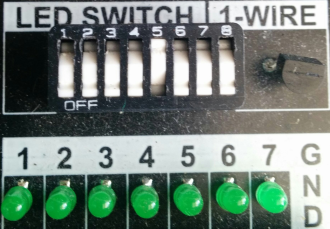 LED SWITCH 1-WIRE
1 2 3 4 5 6 7 8
OFF
1 2 3 4 5 6 7 G
N
D